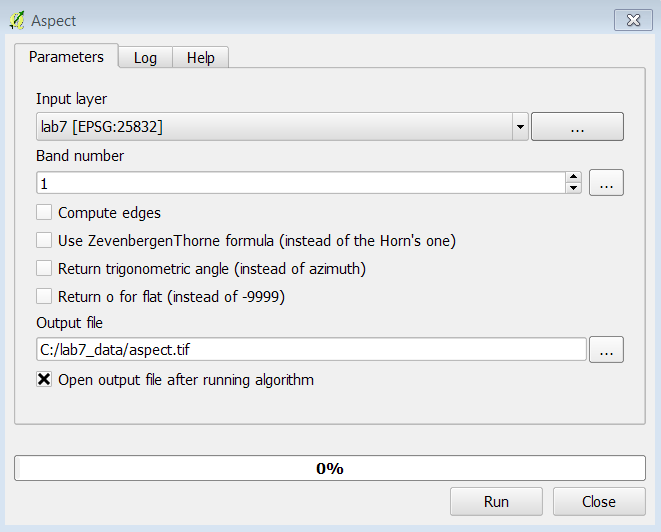 Aspect
Parameters Log Help
Input layer
lab7 [EPSG:25832]
...
Band number
1
...
Compute edges
Use ZevenbergenThorne formula (instead of the Horn's one)
Return trigonometric angle (instead of azimuth)
Return o for flat (instead of -9999)
Output file
C:/lab7_data/aspect.tif
...
Open output file after running algorithm
0%
Run Close